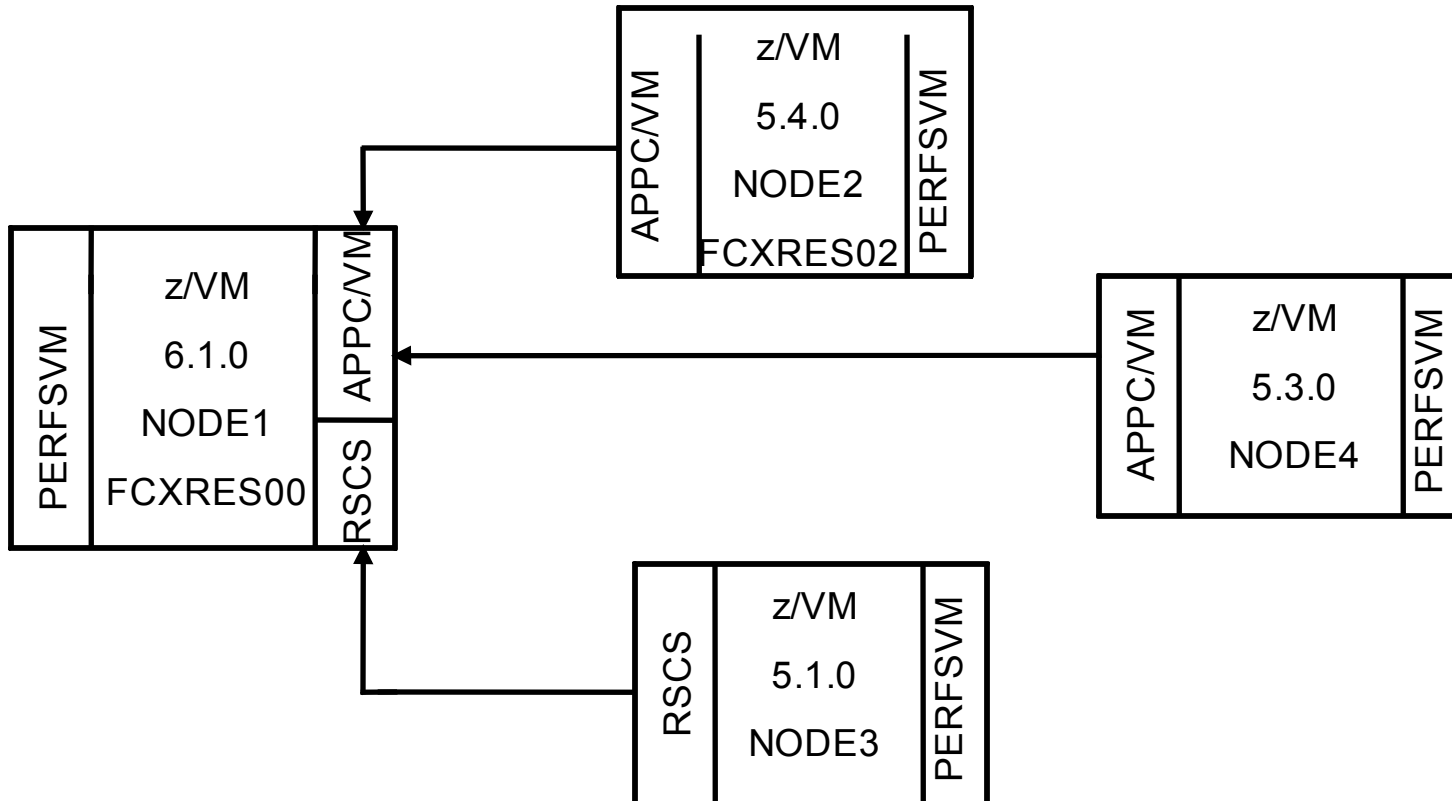 APPC/VM
z/VM
5.4.0
NODE2
FCXRES02
PERFSVM
PERFSVM
z/VM
6.1.0
NODE1
FCXRES00
APPC/VM
RSCS
APPC/VM
z/VM
5.3.0
NODE4
PERFSVM
RSCS
z/VM
5.1.0
NODE3
PERFSVM